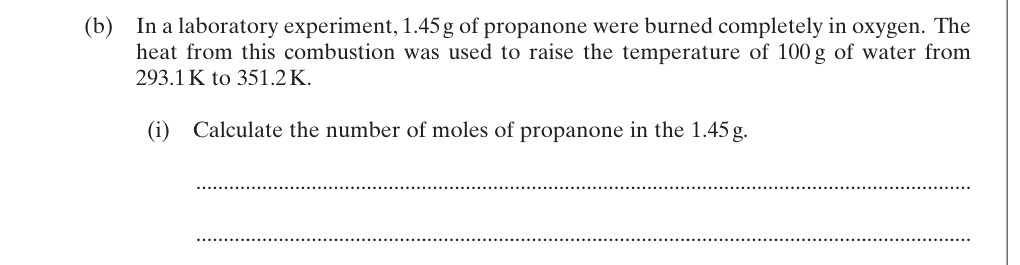 (b) In a laboratory experiment, 1.45 g of propanone were burned completely in oxygen. The
heat from this combustion was used to raise the temperature of 100 g of water from
293.1 K to 351.2 K.
(i) Calculate the number of moles of propanone in the 1.45 g.